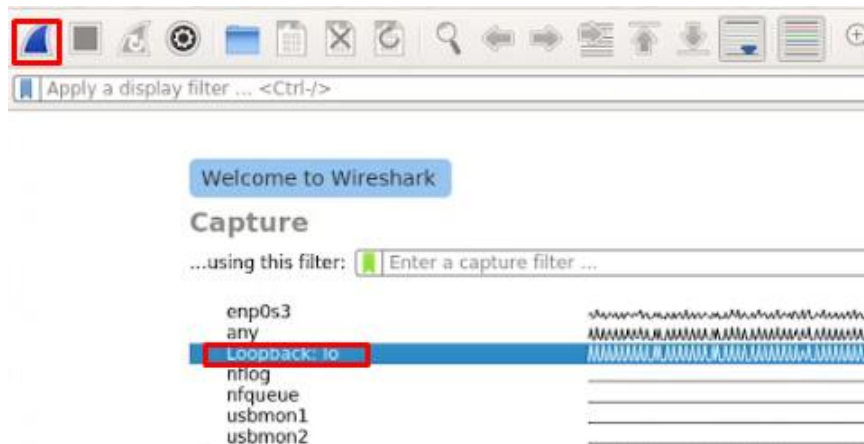 Apply a display filter ... <Ctrl-/>
Welcome to Wireshark
Capture
...using this filter: Enter a capture filter ...
enp0s3
any
Loopback: lo
nflog
nfqueue
usbmon1
usbmon2